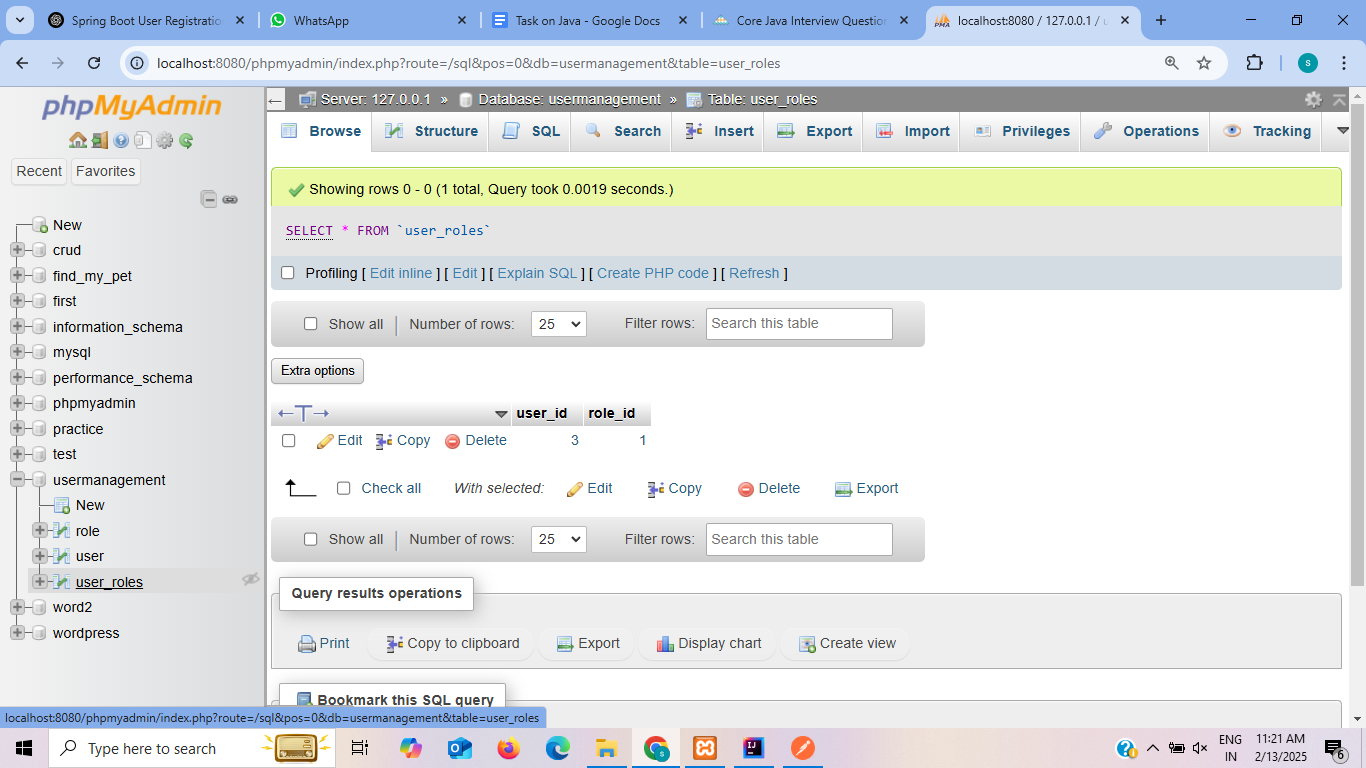 Spring Boot User Registratio
WhatsApp
Task on Java - Google Docs
Core Java Interview Question
localhost:8080 / 127.0.0.1 / u
localhost:8080/phpmyadmin/index.php?route=/sql&pos=0&db=usermanagement&table=user_roles
S
phpMyAdmin
Recent
Favorites
New
crud
find_my_pet
first
information_schema
mysql
performance_schema
phpmyadmin
practice
test
usermanagement
New
role
user
user_roles
word2
wordpress
Server: 127.0.0.1 » Database: usermanagement » Table: user_roles
Browse Structure SQL Search Insert Export Import Privileges Operations Tracking
Showing rows 0 - 0 (1 total, Query took 0.0019 seconds.)
SELECT * FROM `user_roles`
Profiling [ Edit inline ] [ Edit ] [ Explain SQL ] [ Create PHP code ] [ Refresh ]
Show all Number of rows: 25 Filter rows: Search this table
Extra options
user_id role_id
Edit Copy Delete 3 1
Check all With selected: Edit Copy Delete Export
Show all Number of rows: 25 Filter rows: Search this table
Query results operations
Print Copy to clipboard Export Display chart Create view
Bookmark this SQL query
localhost:8080/phpmyadmin/index.php?route=/sql&pos=0&db=usermanagement&table=user_roles
Type here to search
ENG
IN
11:21 AM
2/13/2025
6